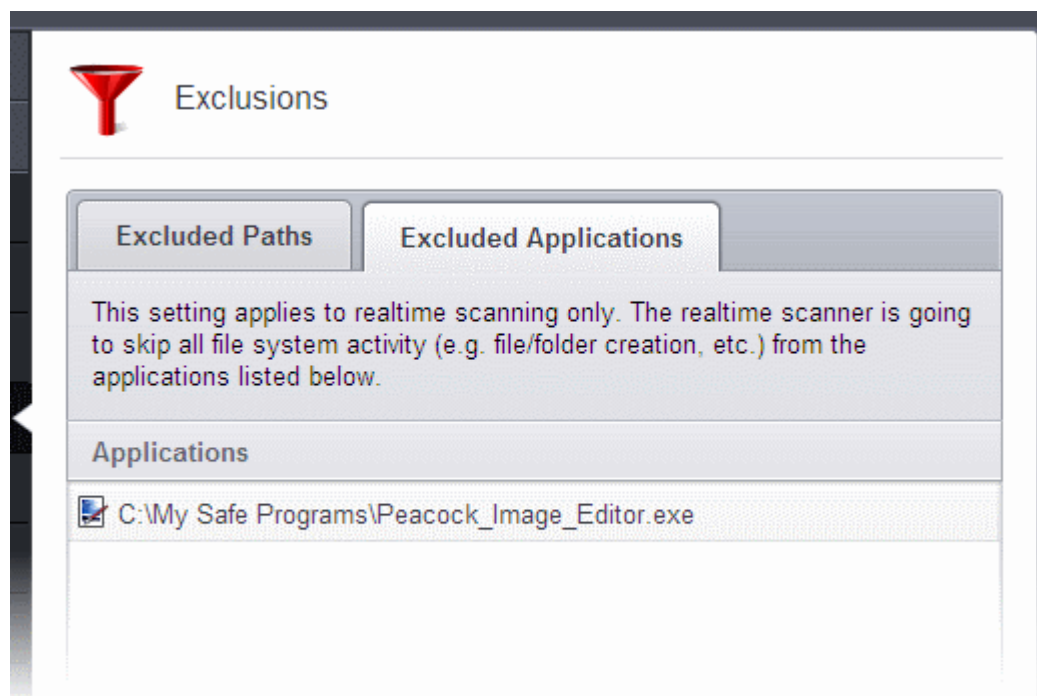 Exclusions
Excluded Paths
Excluded Applications
This setting applies to realtime scanning only. The realtime scanner is going
to skip all file system activity (e.g. file/folder creation, etc.) from the
applications listed below.
Applications
C:\My Safe Programs\Peacock_Image_Editor.exe